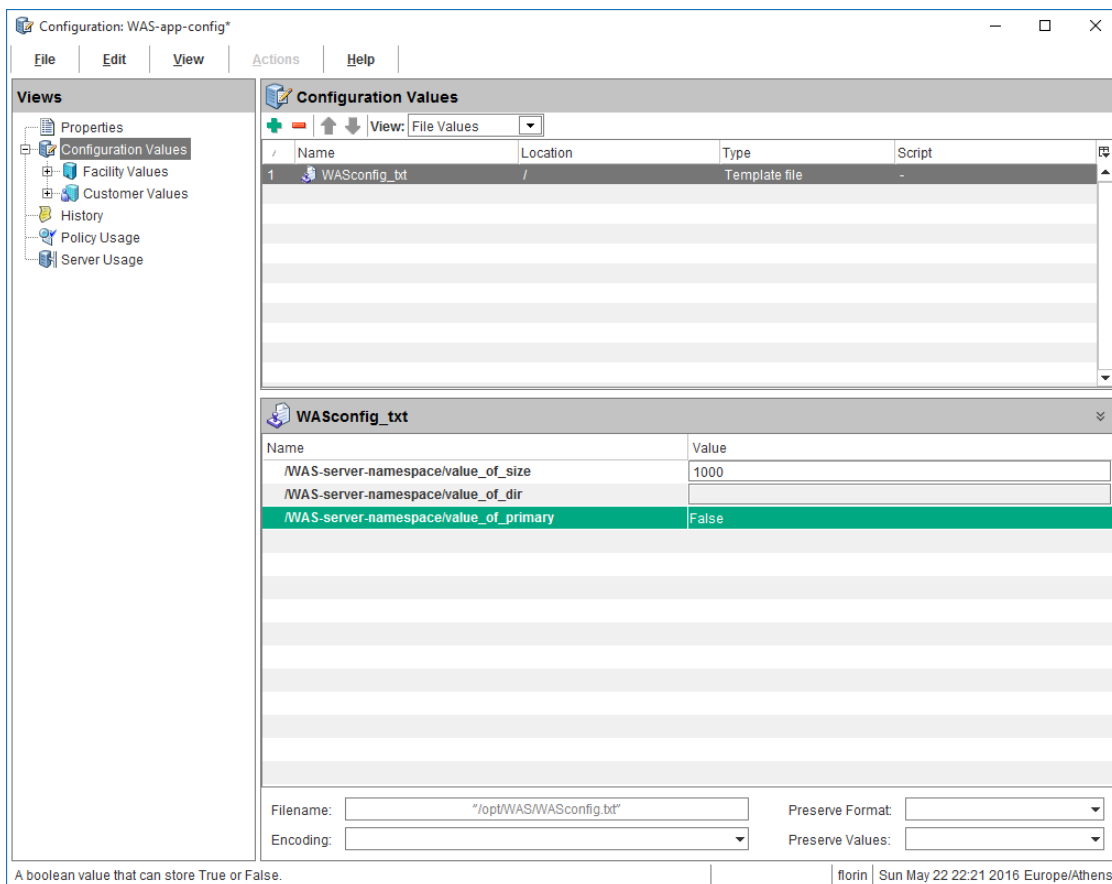 Configuration: WAS-app-config*
File Edit View Actions Help
Views
Properties
Configuration Values
Facility Values
Customer Values
History
Policy Usage
Server Usage
Configuration Values
View: File Values
/ Name Location Type Script
1 WASconfig_txt / Template file -
WASconfig_txt
Name Value
/WAS-server-namespace/value_of_size 1000
/WAS-server-namespace/value_of_dir
/WAS-server-namespace/value_of_primary False
Filename: "/opt/WAS/WASconfig.txt" Preserve Format:
Encoding: Preserve Values:
A boolean value that can store True or False. florin Sun May 22 22:21 2016 Europe/Athens